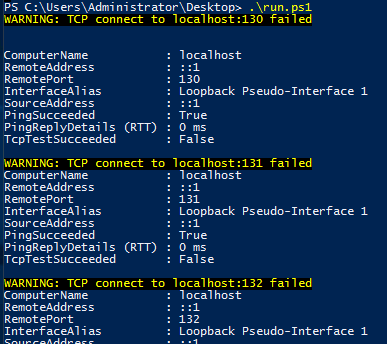 PS C:\Users\Administrator\Desktop> .\run.ps1
WARNING: TCP connect to localhost:130 failed
ComputerName : localhost
RemoteAddress : ::1
RemotePort : 130
InterfaceAlias : Loopback Pseudo-Interface 1
SourceAddress : ::1
PingSucceeded : True
PingReplyDetails (RTT) : 0 ms
TcpTestSucceeded : False
WARNING: TCP connect to localhost:131 failed
ComputerName : localhost
RemoteAddress : ::1
RemotePort : 131
InterfaceAlias : Loopback Pseudo-Interface 1
SourceAddress : ::1
PingSucceeded : True
PingReplyDetails (RTT) : 0 ms
TcpTestSucceeded : False
WARNING: TCP connect to localhost:132 failed
ComputerName : localhost
RemoteAddress : ::1
RemotePort : 132
InterfaceAlias : Loopback Pseudo-Interface 1
SourceAddress : ::1